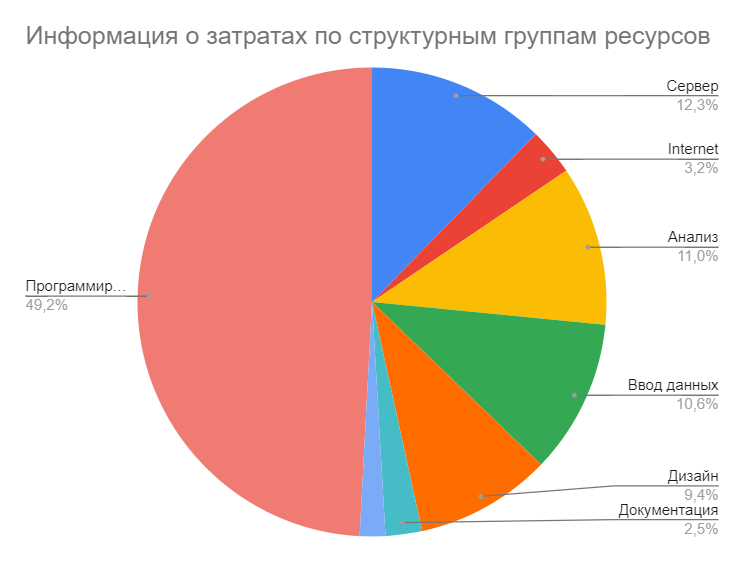 Информация о затратах по структурным группам ресурсов
Сервер
12,3%
Internet
3,2%
Анализ
11,0%
Программир…
49,2%
Ввод данных
10,6%
Дизайн
9,4%
Документация
2,5%